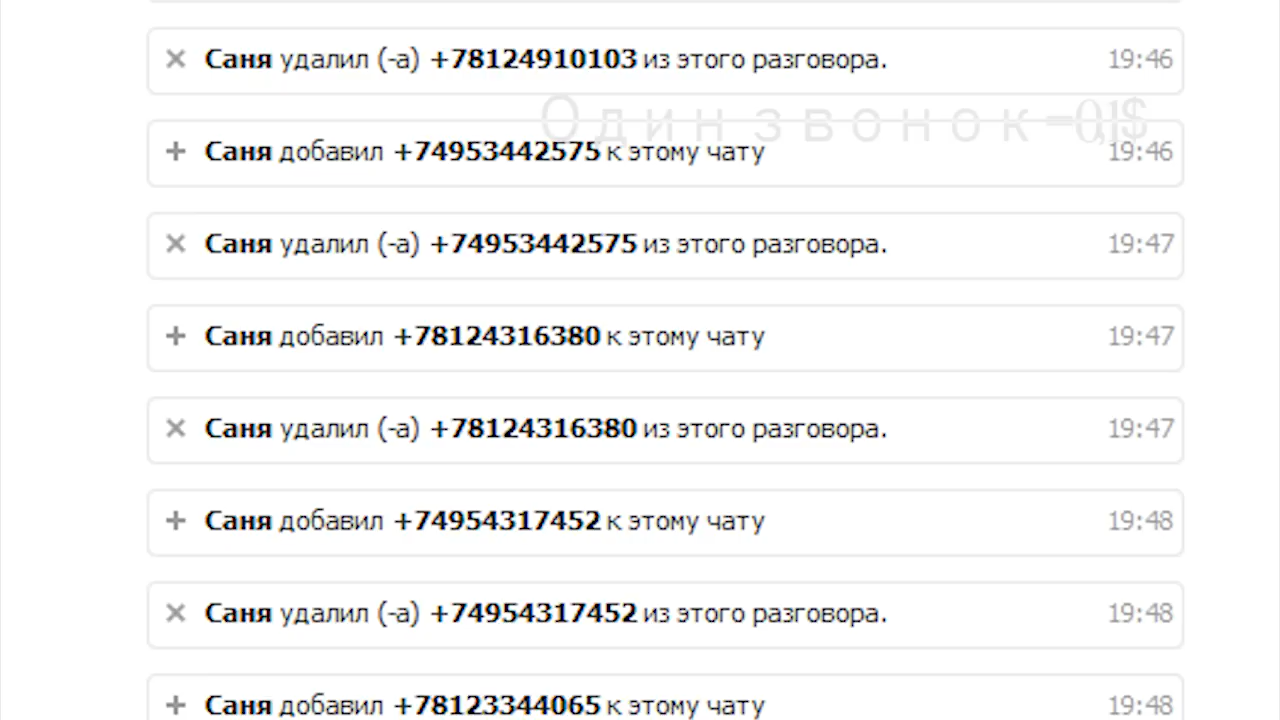 Саня удалил (-а) +78124910103 из этого разговора. 19:46
Один звонок =0,1$
Саня добавил +74953442575 к этому чату 19:46
Саня удалил (-а) +74953442575 из этого разговора. 19:47
Саня добавил +78124316380 к этому чату 19:47
Саня удалил (-а) +78124316380 из этого разговора. 19:47
Саня добавил +74954317452 к этому чату 19:48
Саня удалил (-а) +74954317452 из этого разговора. 19:48
Саня добавил +78123344065 к этому чату 19:48